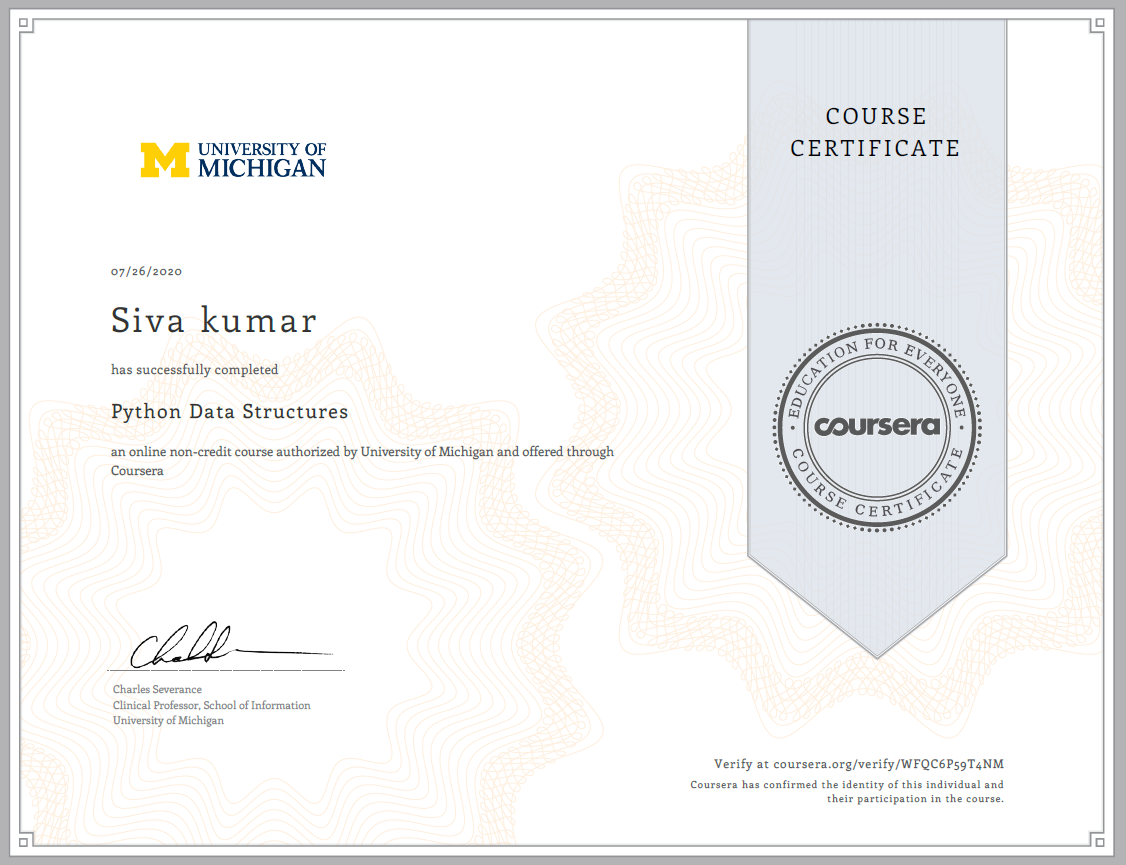 UNIVERSITY OF
MICHIGAN
COURSE
CERTIFICATE
07/26/2020
Siva kumar
has successfully completed
Python Data Structures
an online non-credit course authorized by University of Michigan and offered through
Coursera
EDUCATION FOR EVERYONE
coursera
COURSE CERTIFICATE
Charles Severance
Clinical Professor, School of Information
University of Michigan
Verify at coursera.org/verify/WFQC6P59T4NM
Coursera has confirmed the identity of this individual and
their participation in the course.